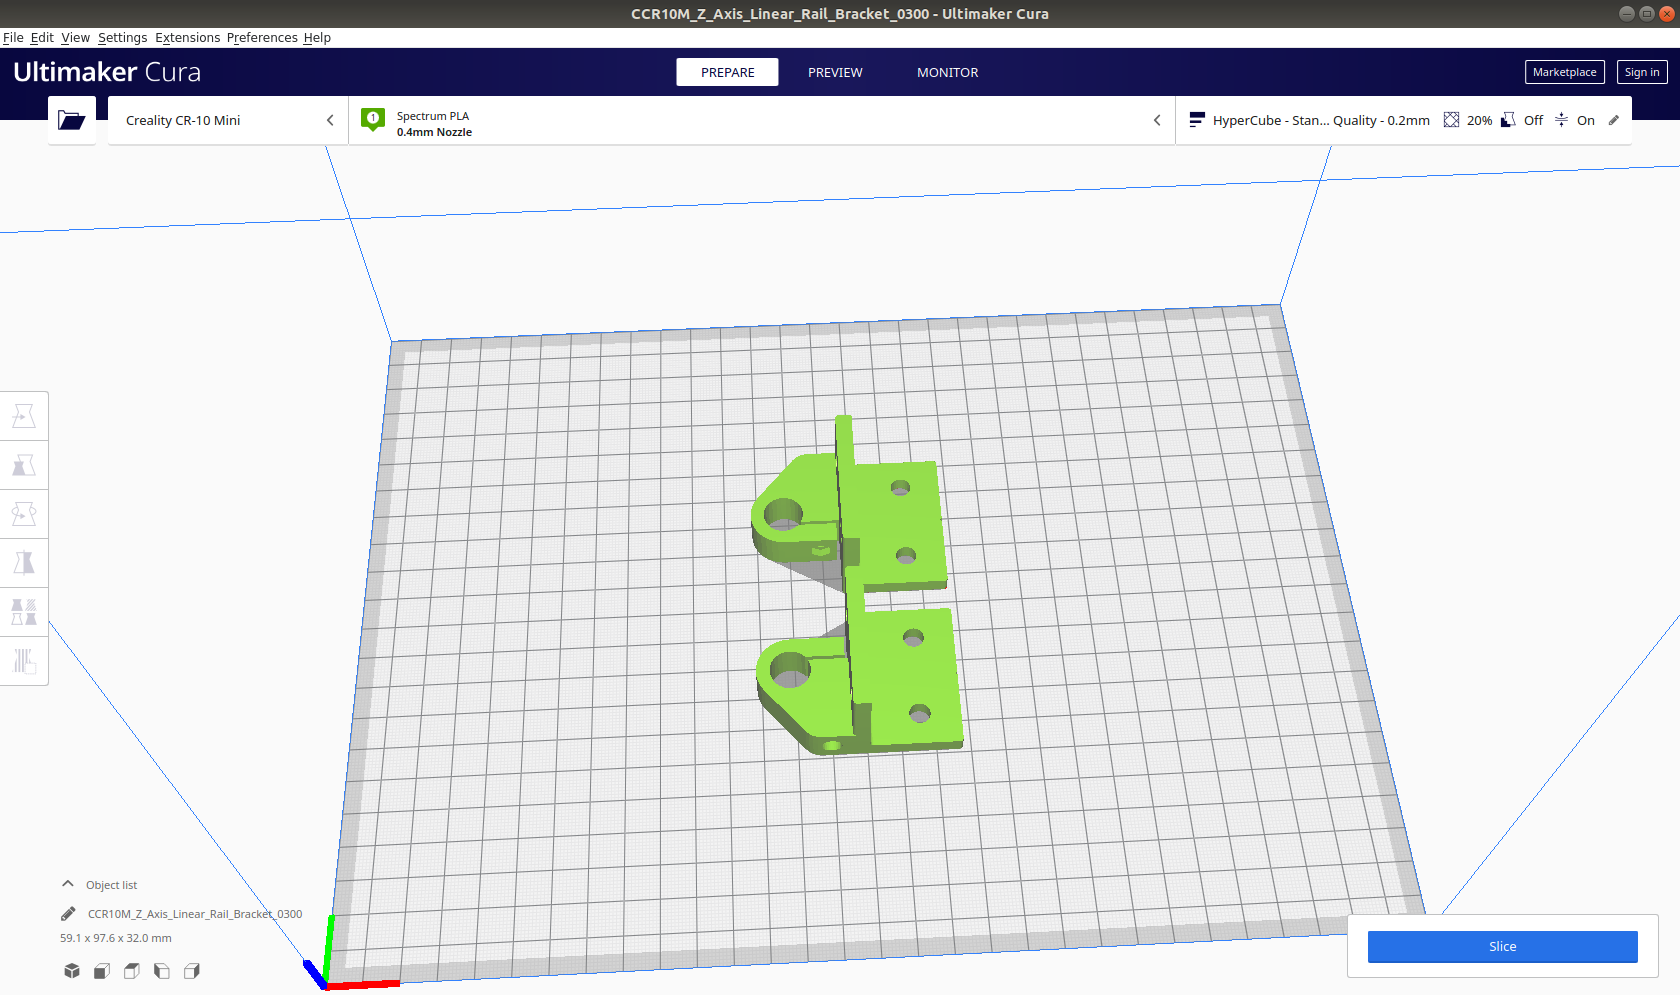 CCR10M_Z_Axis_Linear_Rail_Bracket_0300 - Ultimaker Cura
File Edit View Settings Extensions Preferences Help
Ultimaker Cura
PREPARE PREVIEW MONITOR
Marketplace Sign in
Creality CR-10 Mini
1
Spectrum PLA
0.4mm Nozzle
HyperCube - Stan... Quality - 0.2mm 20% Off On
Object list
CCR10M_Z_Axis_Linear_Rail_Bracket_0300
59.1 x 97.6 x 32.0 mm
Slice